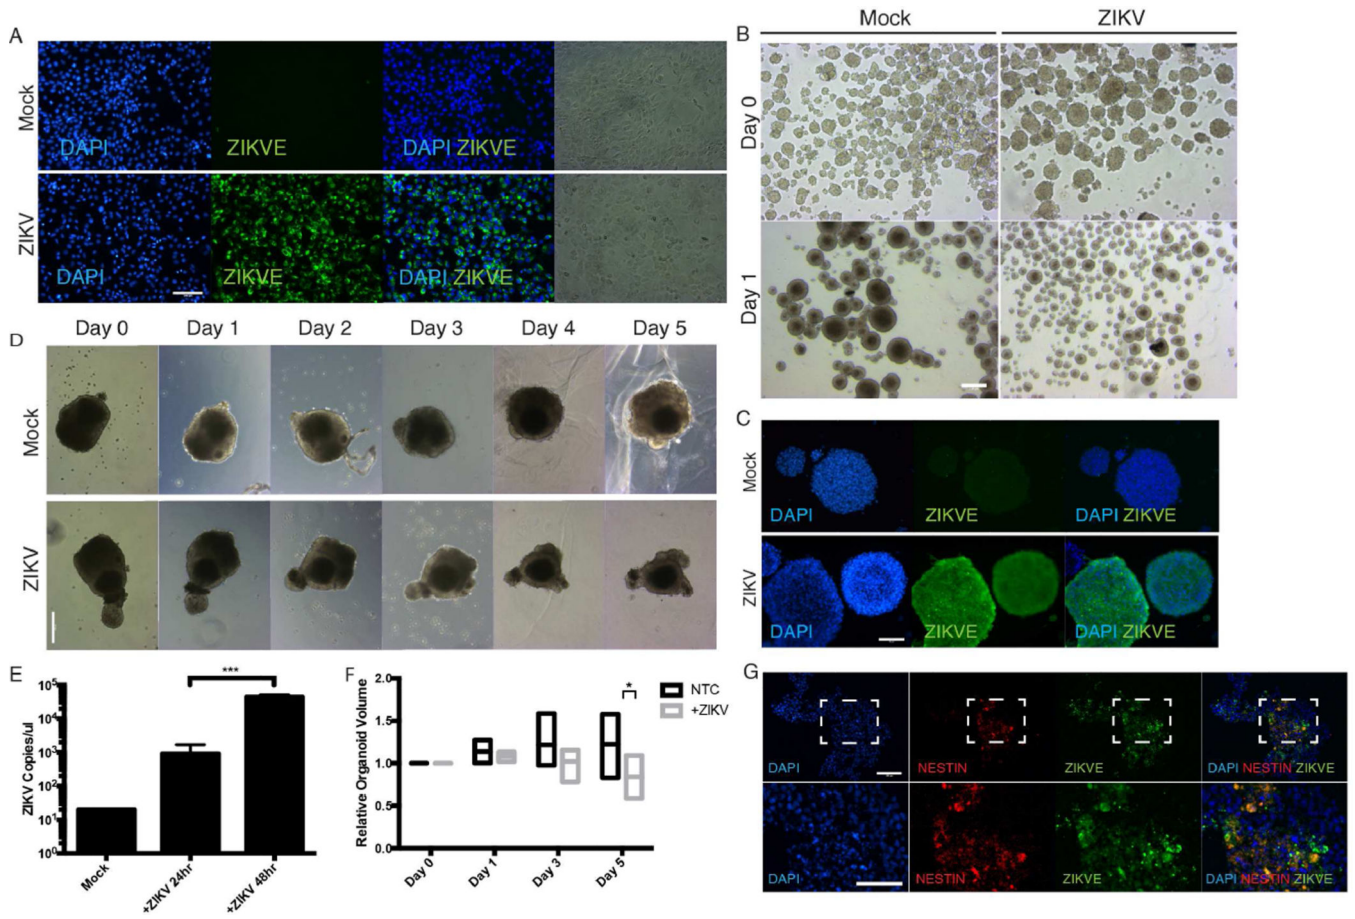 A
Mock
DAPI
ZIKVE
DAPI ZIKVE
ZIKV
DAPI
ZIKVE
DAPI ZIKVE
B
Mock
ZIKV
Day 0
Day 1
C
Mock
DAPI
ZIKVE
DAPI ZIKVE
ZIKV
DAPI
ZIKVE
DAPI ZIKVE
D
Day 0
Day 1
Day 2
Day 3
Day 4
Day 5
Mock
ZIKV
E
ZIKV Copies/ul
10^5
10^4
10^3
10^2
10^1
10^0
***
Mock
+ZIKV 24hr
+ZIKV 48hr
F
Relative Organoid Volume
2.0
1.5
1.0
0.5
0.0
*
NTC
+ZIKV
Day 0
Day 1
Day 3
Day 5
G
DAPI
NESTIN
ZIKVE
DAPI NESTIN ZIKVE
DAPI
NESTIN
ZIKVE
DAPI NESTIN ZIKVE